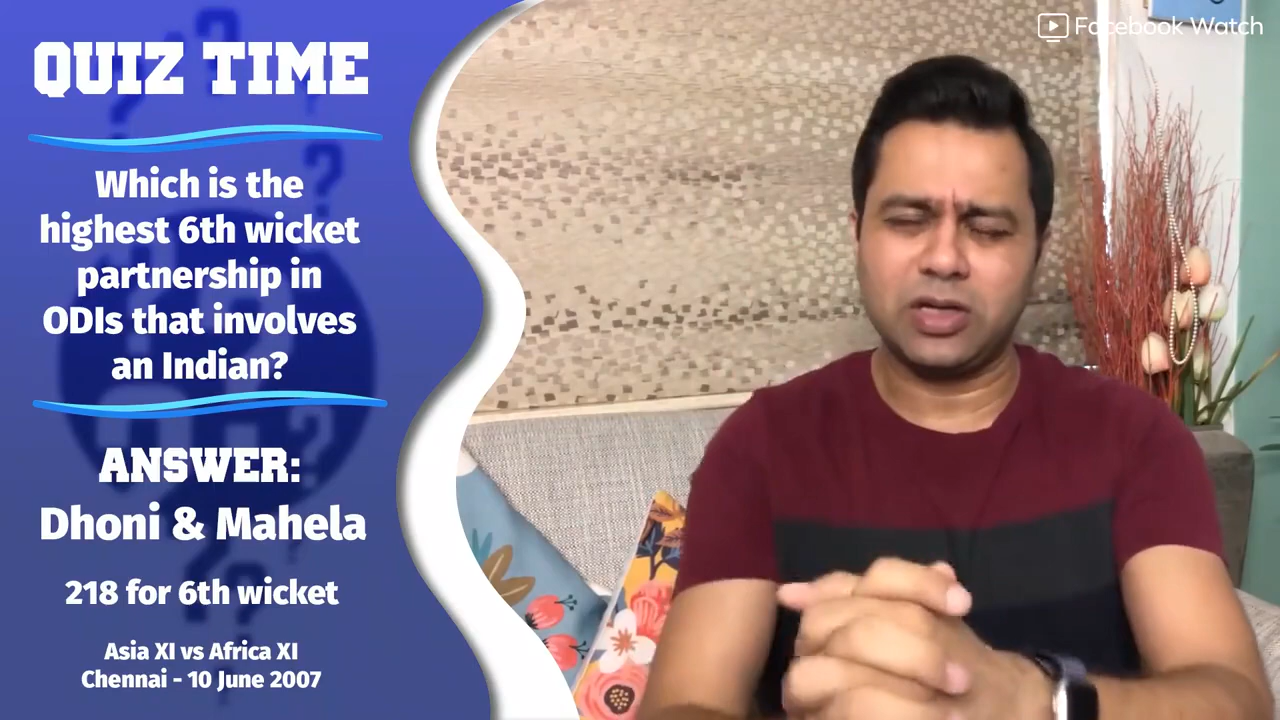 QUIZ TIME
Which is the
highest 6th wicket
partnership in
ODIs that involves
an Indian?
ANSWER:
Dhoni & Mahela
218 for 6th wicket
Asia XI vs Africa XI
Chennai - 10 June 2007
Facebook Watch